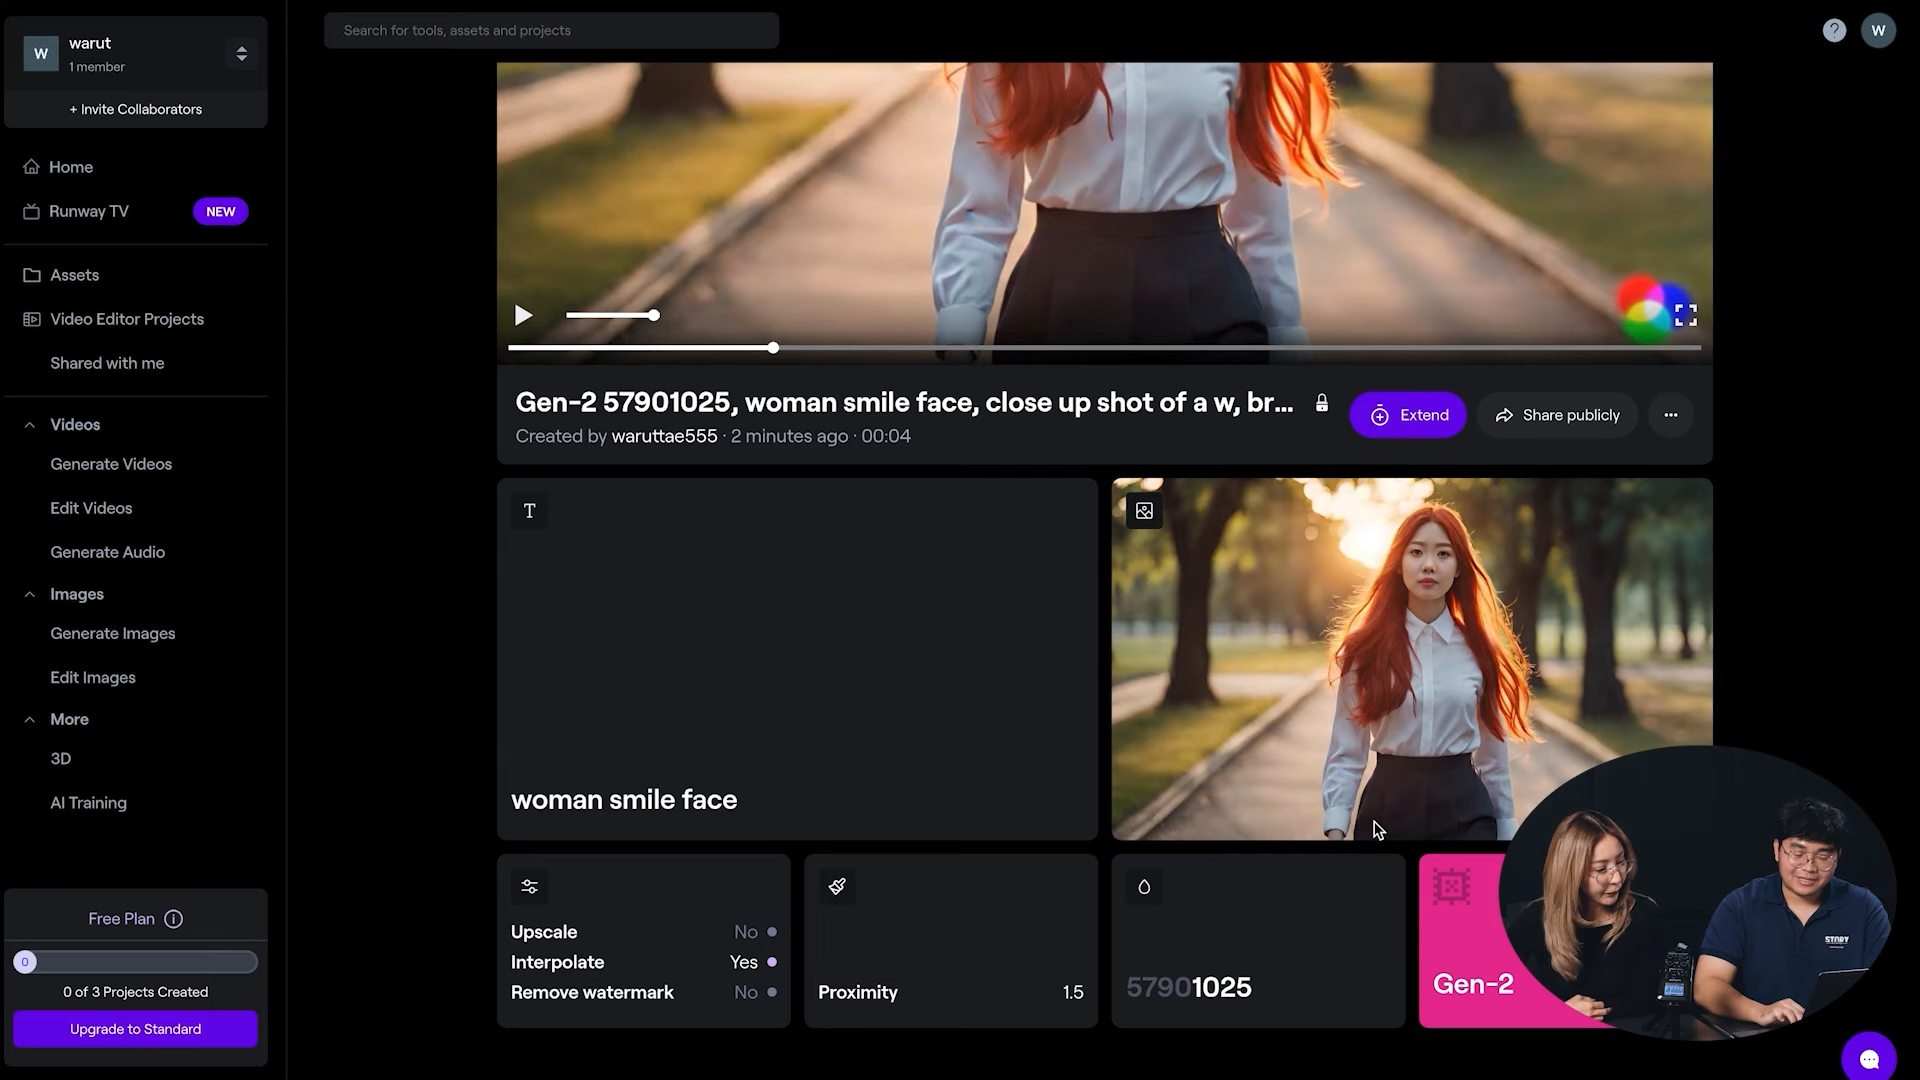 W
warut
1 member
+ Invite Collaborators
Search for tools, assets and projects
?
W
Home
Runway TV
NEW
Assets
Video Editor Projects
Shared with me
Videos
Generate Videos
Edit Videos
Generate Audio
Images
Generate Images
Edit Images
More
3D
AI Training
Free Plan
0
0 of 3 Projects Created
Upgrade to Standard
Gen-2 57901025, woman smile face, close up shot of a w, br...
Created by waruttae555 · 2 minutes ago · 00:04
Extend
Share publicly
T
woman smile face
Upscale No
Interpolate Yes
Remove watermark No
Proximity 1.5
57901025
Gen-2
STORY